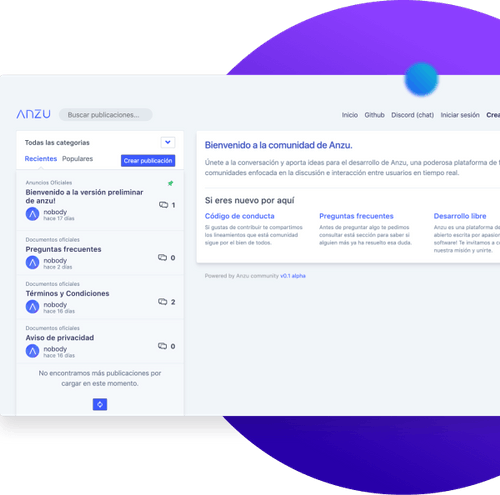 ANZU
Buscar publicaciones...
Inicio Github Discord (chat) Iniciar sesión Crea
Todas las categorias
Recientes Populares Crear publicación
Anuncios Oficiales
Bienvenido a la versión preliminar
de anzu!
nobody
hace 17 días
1
Documentos oficiales
Preguntas frecuentes
nobody
hace 2 días
0
Documentos oficiales
Términos y Condiciones
nobody
hace 16 días
2
Documentos oficiales
Aviso de privacidad
nobody
hace 16 días
0
No encontramos más publicaciones por
cargar en este momento.
Bienvenido a la comunidad de Anzu.
Únete a la conversación y aporta ideas para el desarrollo de Anzu, una poderosa plataforma de
comunidades enfocada en la discusión e interacción entre usuarios en tiempo real.
Si eres nuevo por aquí
Código de conducta
Si gustas de contribuir te compartimos
los lineamientos que está comunidad
sigue por el bien de todos.
Preguntas frecuentes
Antes de preguntar algo te pedimos
consultar está sección para saber si
alguien más ya ha resuelto esa duda.
Desarrollo libre
Anzu es una plataforma de
abierto escrita por apasion
software! Te invitamos a c
nuestra misión y unirte.
Powered by Anzu.community v0.1 alpha